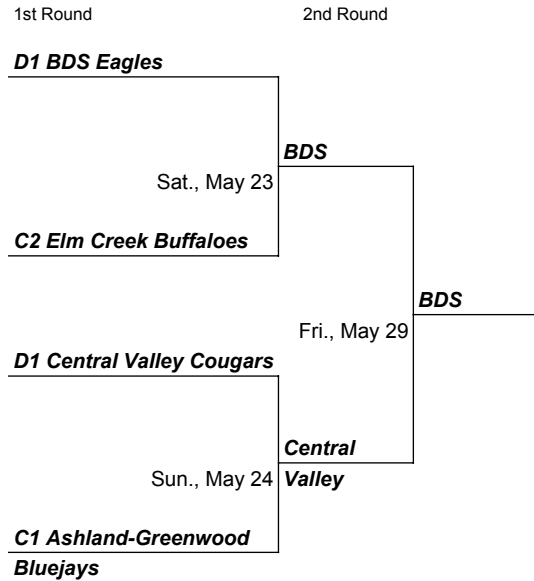 1st Round
2nd Round
D1 BDS Eagles
BDS
Sat., May 23
C2 Elm Creek Buffaloes
BDS
Fri., May 29
D1 Central Valley Cougars
Central
Sun., May 24
Valley
C1 Ashland-Greenwood
Bluejays